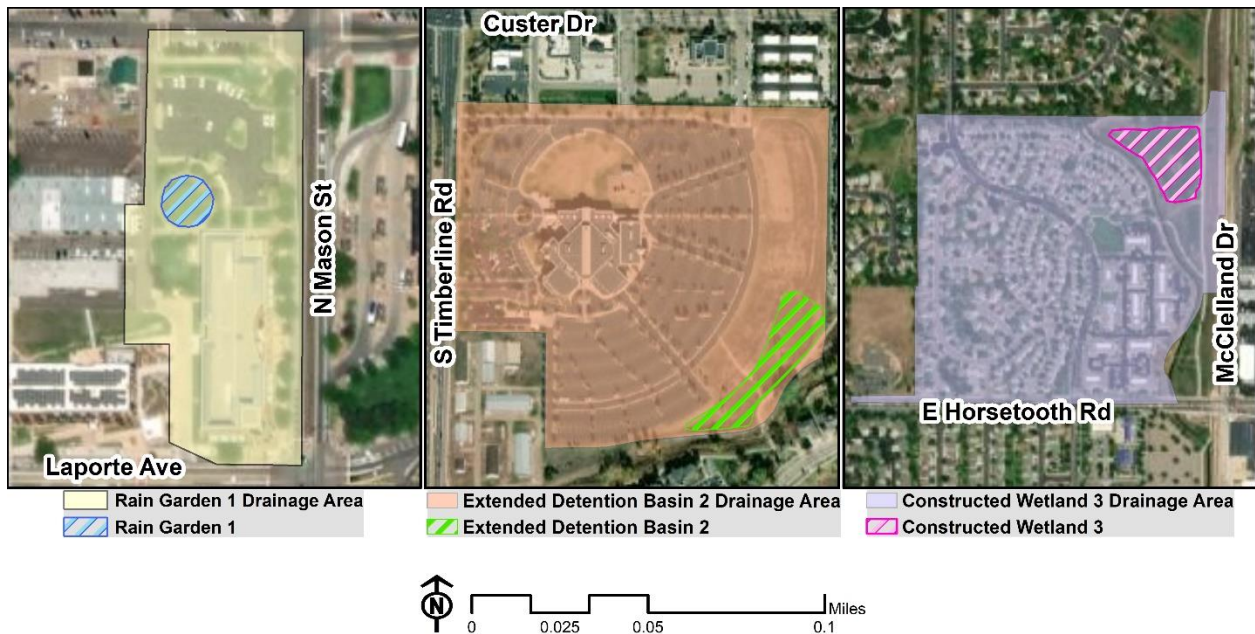 Custer Dr
S Timberline Rd
N Mason St
McClelland Dr
E Horsetooth Rd
Laporte Ave
Rain Garden 1 Drainage Area
Rain Garden 1
Extended Detention Basin 2 Drainage Area
Extended Detention Basin 2
Constructed Wetland 3 Drainage Area
Constructed Wetland 3
N
Miles
0 0.025 0.05 0.1